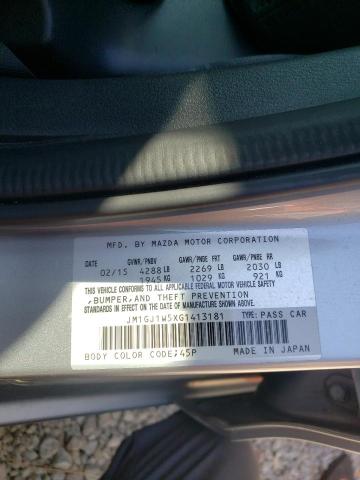 MFD. BY MAZDA MOTOR CORPORATION
DATE GVWR/PNBV GAWR/PNBE FRT GAWR/PNBE RR
02/15 4288 LB 2269 LB 2030 LB
1945 KG 1029 KG 921 KG
THIS VEHICLE CONFORMS TO ALL
APPLICABLE FEDERAL MOTOR VEHICLE SAFETY
,BUMPER,AND THEFT PREVENTION
STANDARDS IN EFFECT ON THE
DATE OF MANUFACTURE SHOWN ABOVE.
JM1GJ1W5XG1413181 TYPE: PASS CAR
BODY COLOR CODE:45P MADE IN JAPAN